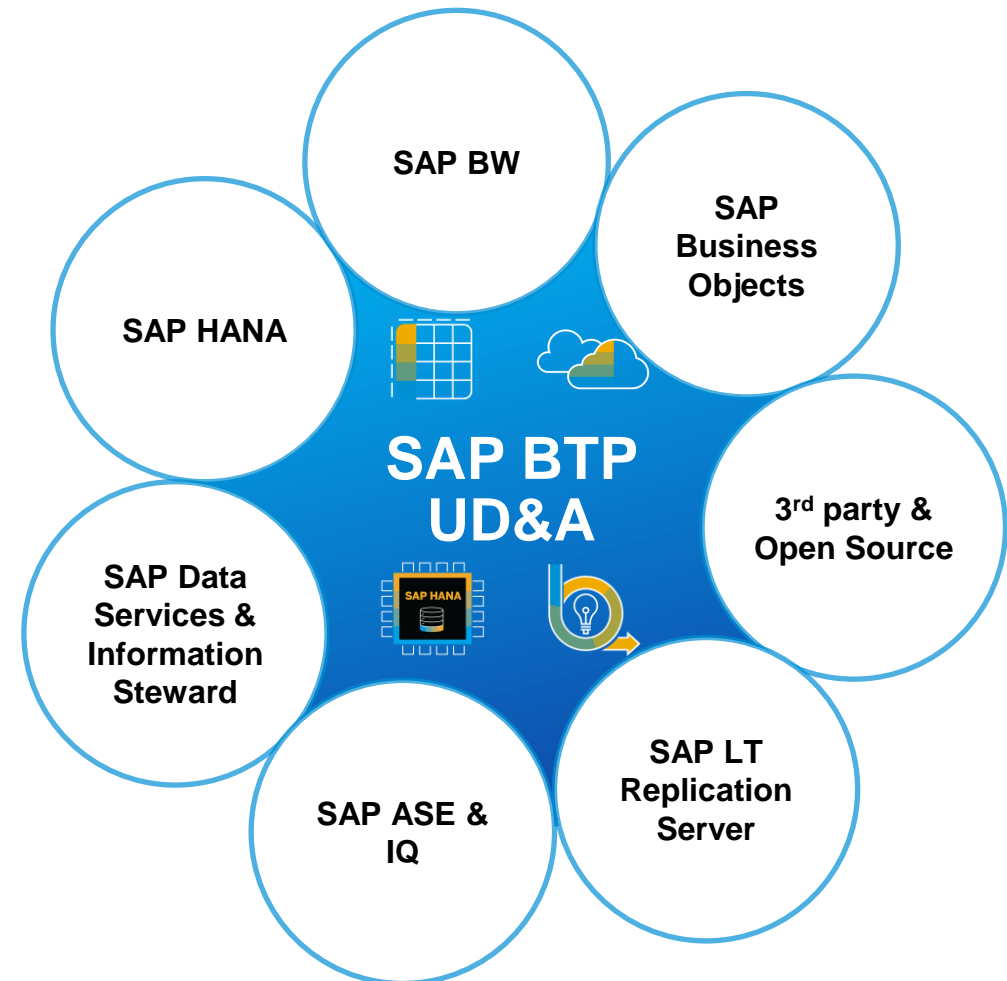 SAP BW
SAP
Business
Objects
SAP HANA
SAP BTP
UD&A
3rd party &
Open Source
SAP Data
Services &
Information
Steward
SAP HANA
SAP LT
Replication
Server
SAP ASE &
IQ